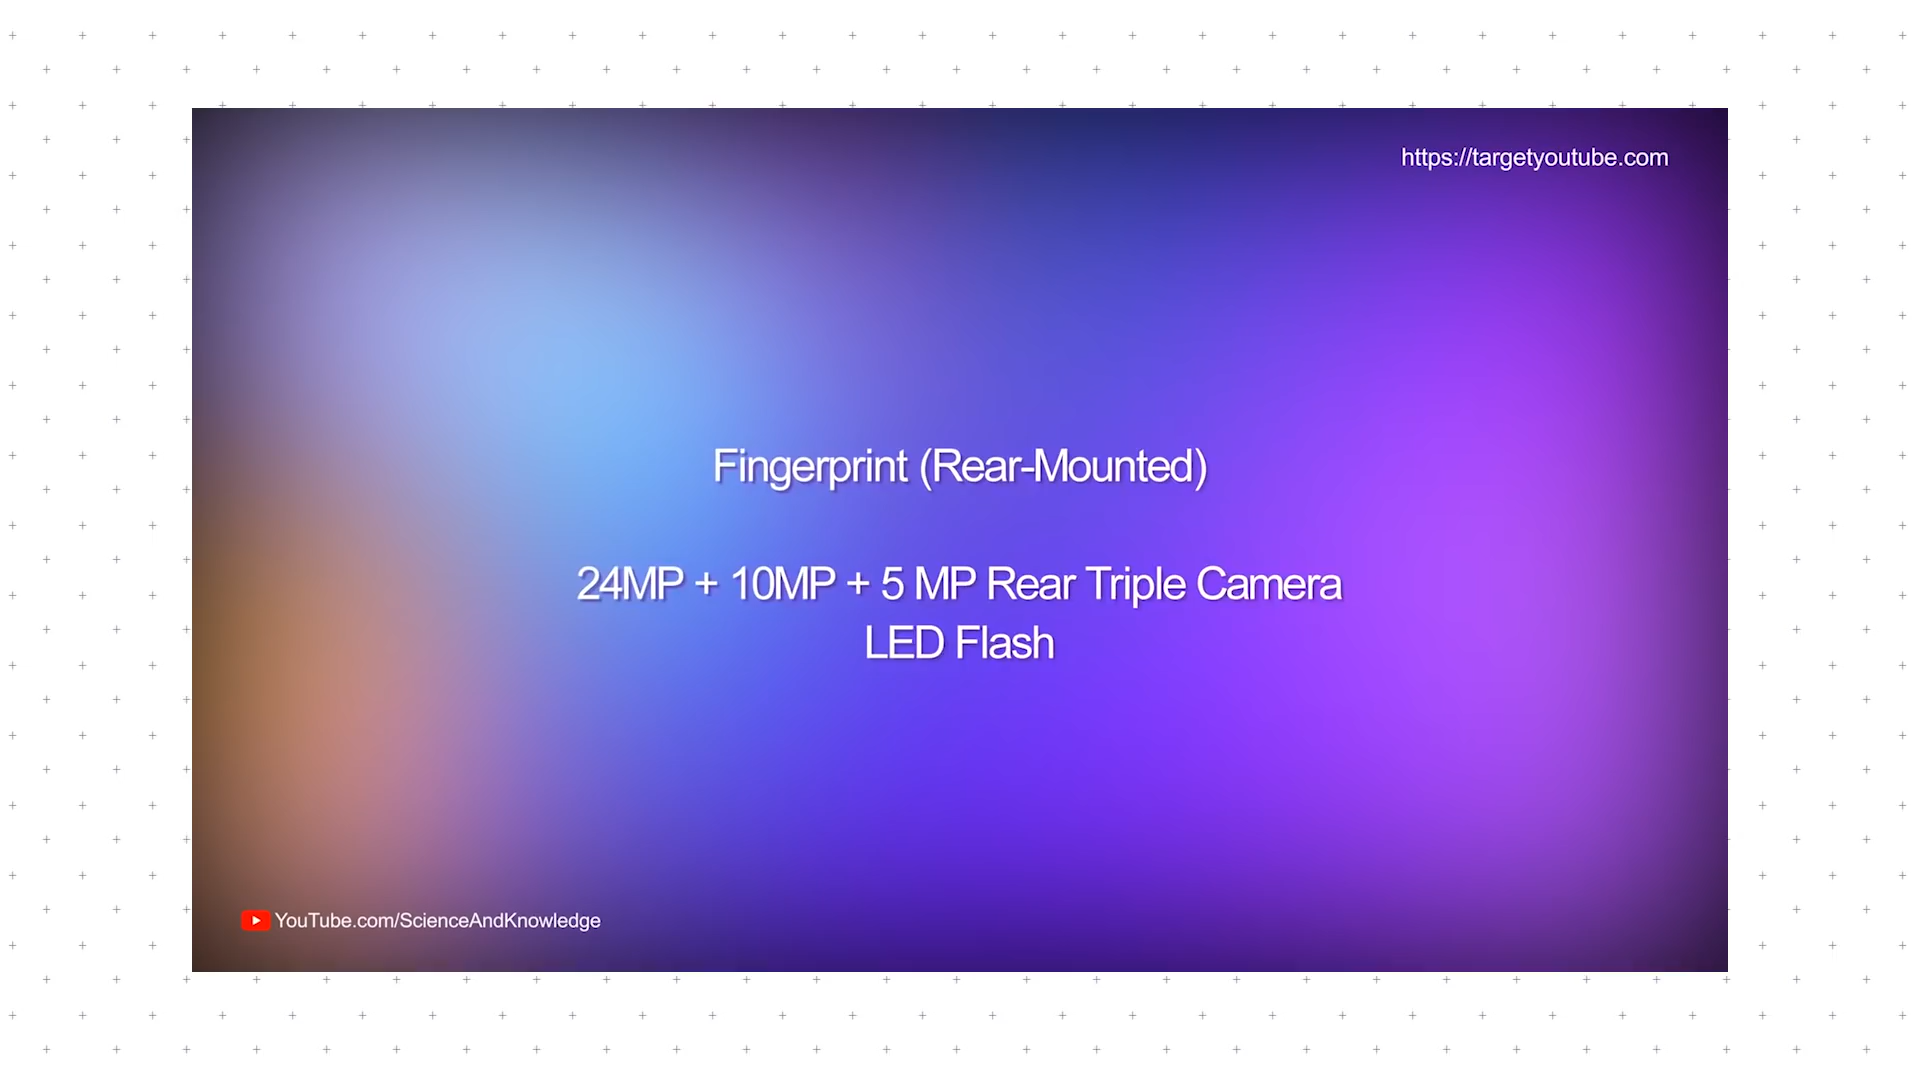 https://targetyoutube.com
Fingerprint (Rear-Mounted)
24MP + 10MP + 5 MP Rear Triple Camera
LED Flash
YouTube.com/ScienceAndKnowledge